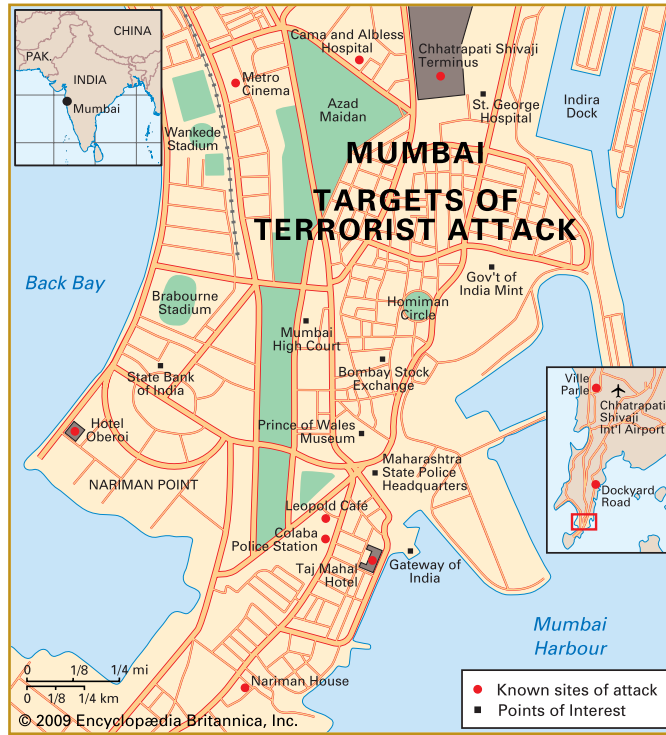 CHINA
PAK.
INDIA
Mumbai
Cama and Albless
Hospital
Chhatrapati Shivaji
Terminus
Metro
Cinema
Azad
Maidan
St. George
Hospital
Indira
Dock
Wankede
Stadium
MUMBAI
TARGETS OF
TERRORIST ATTACK
Back Bay
Gov't of
India Mint
Brabourne
Stadium
Homiman
Circle
Mumbai
High Court
State Bank
of India
Bombay Stock
Exchange
Ville
Parle
Chhatrapati
Shivaji
Int'l Airport
Hotel
Oberoi
Prince of Wales
Museum
Maharashtra
State Police
Headquarters
NARIMAN POINT
Dockyard
Road
Leopold Café
Colaba
Police Station
Taj Mahal
Hotel
Gateway of
India
Mumbai
Harbour
0 1/8 1/4 mi
0 1/8 1/4 km
Nariman House
Known sites of attack
Points of Interest
© 2009 Encyclopædia Britannica, Inc.